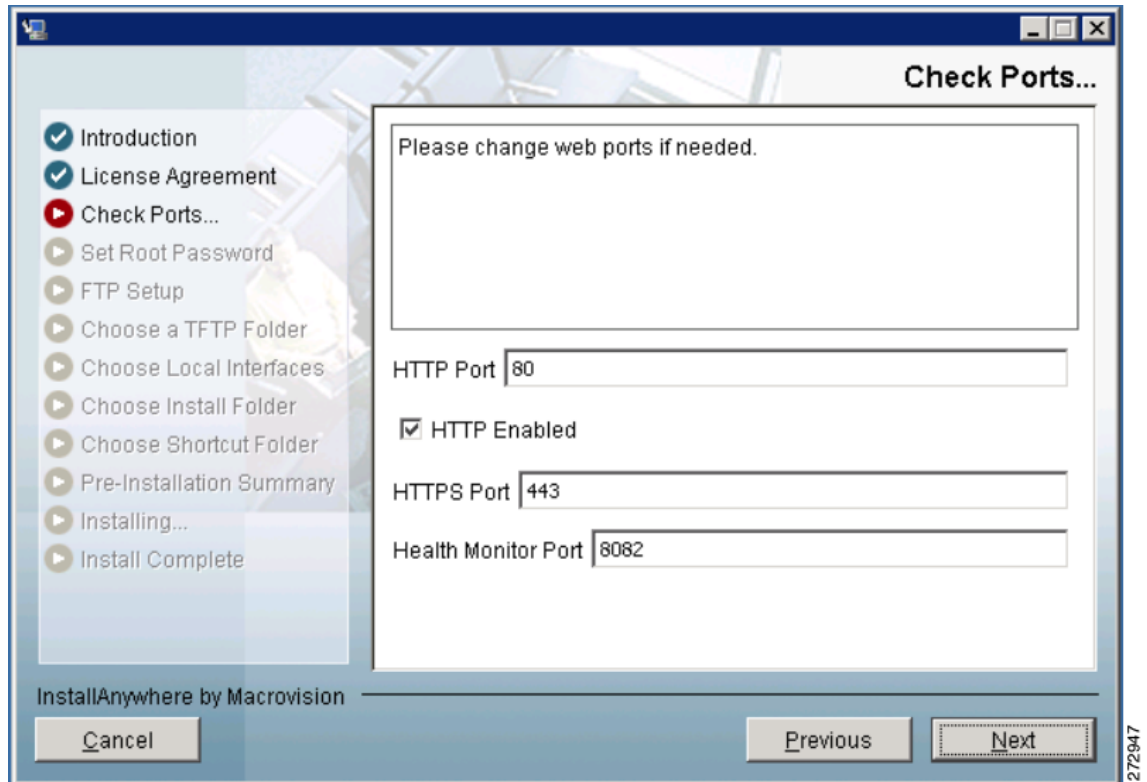 Check Ports...
Introduction
License Agreement
Check Ports...
Set Root Password
FTP Setup
Choose a TFTP Folder
Choose Local Interfaces
Choose Install Folder
Choose Shortcut Folder
Pre-Installation Summary
Installing...
Install Complete
Please change web ports if needed.
HTTP Port 80
HTTP Enabled
HTTPS Port 443
Health Monitor Port 8082
InstallAnywhere by Macrovision
Cancel
Previous
Next
272947